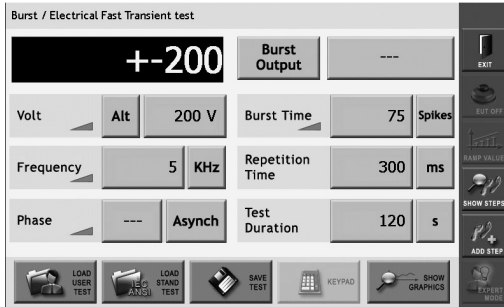 Burst / Electrical Fast Transient test
+-200
Burst
Output
---
Volt
Alt
200 V
Burst Time
75
Spikes
Frequency
5
KHz
Repetition
Time
300
ms
Phase
---
Asynch
Test
Duration
120
s
LOAD
USER
TEST
IEC
ANSI
LOAD
STAND
TEST
SAVE
TEST
KEYPAD
SHOW
GRAPHICS
EXIT
EUT OFF
RAMP VALUE
SHOW STEPS
ADD STEP
EXPERT
MODE